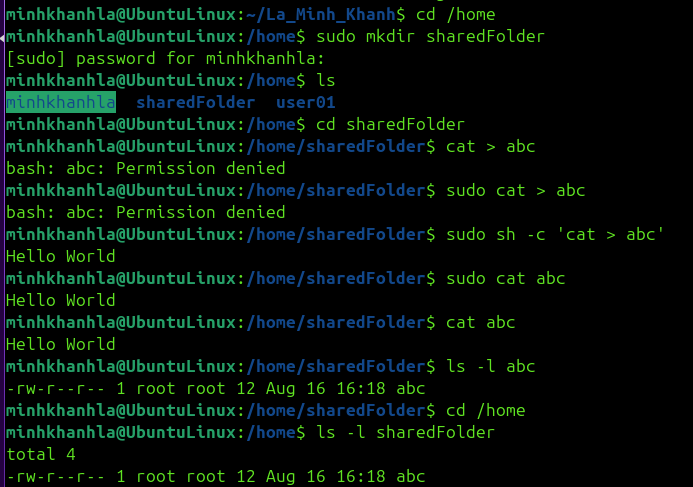 minhkhanhla@UbuntuLinux:~/La_Minh_Khanh$ cd /home
minhkhanhla@UbuntuLinux:/home$ sudo mkdir sharedFolder
[sudo] password for minhkhanhla:
minhkhanhla@UbuntuLinux:/home$ ls
minhkhanhla  sharedFolder  user01
minhkhanhla@UbuntuLinux:/home$ cd sharedFolder
minhkhanhla@UbuntuLinux:/home/sharedFolder$ cat > abc
bash: abc: Permission denied
minhkhanhla@UbuntuLinux:/home/sharedFolder$ sudo cat > abc
bash: abc: Permission denied
minhkhanhla@UbuntuLinux:/home/sharedFolder$ sudo sh -c 'cat > abc'
Hello World
minhkhanhla@UbuntuLinux:/home/sharedFolder$ sudo cat abc
Hello World
minhkhanhla@UbuntuLinux:/home/sharedFolder$ cat abc
Hello World
minhkhanhla@UbuntuLinux:/home/sharedFolder$ ls -l abc
-rw-r--r-- 1 root root 12 Aug 16 16:18 abc
minhkhanhla@UbuntuLinux:/home/sharedFolder$ cd /home
minhkhanhla@UbuntuLinux:/home$ ls -l sharedFolder
total 4
-rw-r--r-- 1 root root 12 Aug 16 16:18 abc